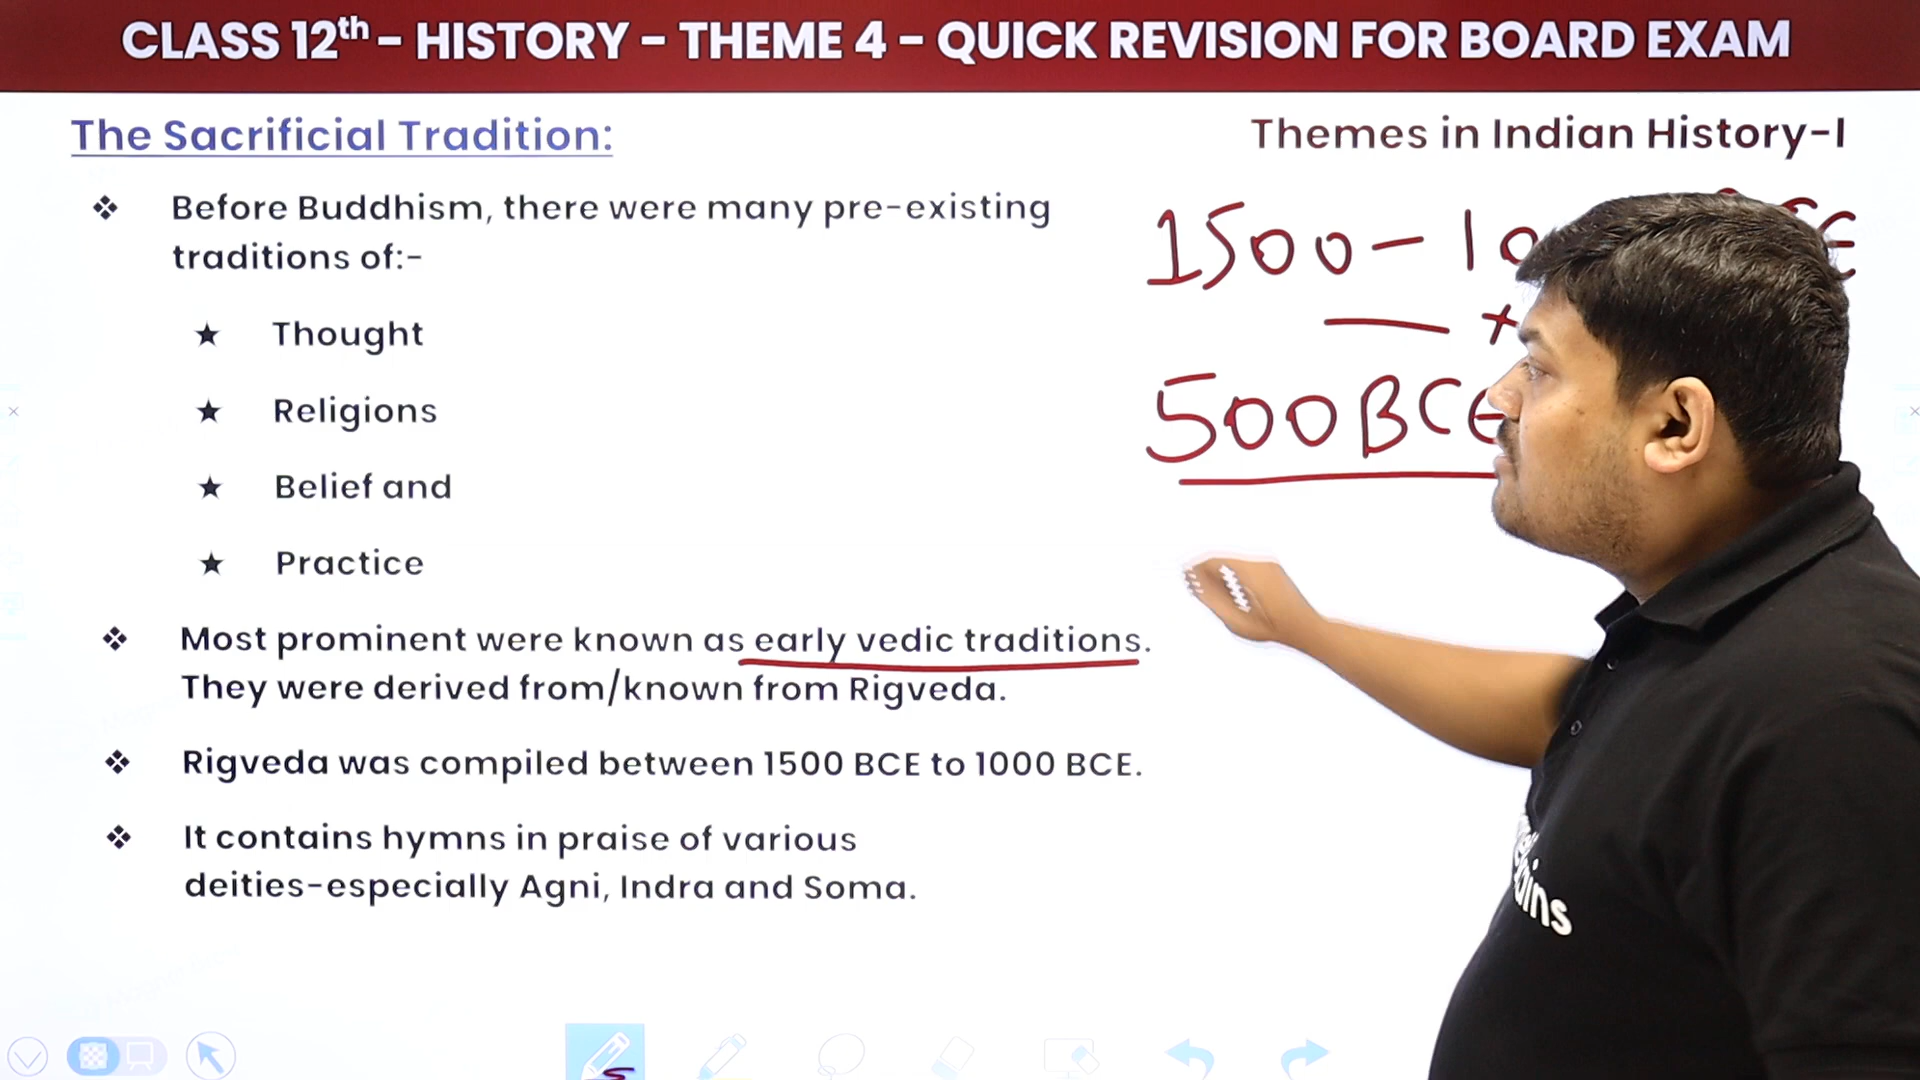 CLASS 12th - HISTORY - THEME 4 - QUICK REVISION FOR BOARD EXAM
The Sacrificial Tradition:
Themes in Indian History-I
❖ Before Buddhism, there were many pre-existing
traditions of:-
★ Thought
★ Religions
★ Belief and
★ Practice
1500 - 10
500 BCE
❖ Most prominent were known as early vedic traditions.
They were derived from/known from Rigveda.
❖ Rigveda was compiled between 1500 BCE to 1000 BCE.
❖ It contains hymns in praise of various
deities-especially Agni, Indra and Soma.